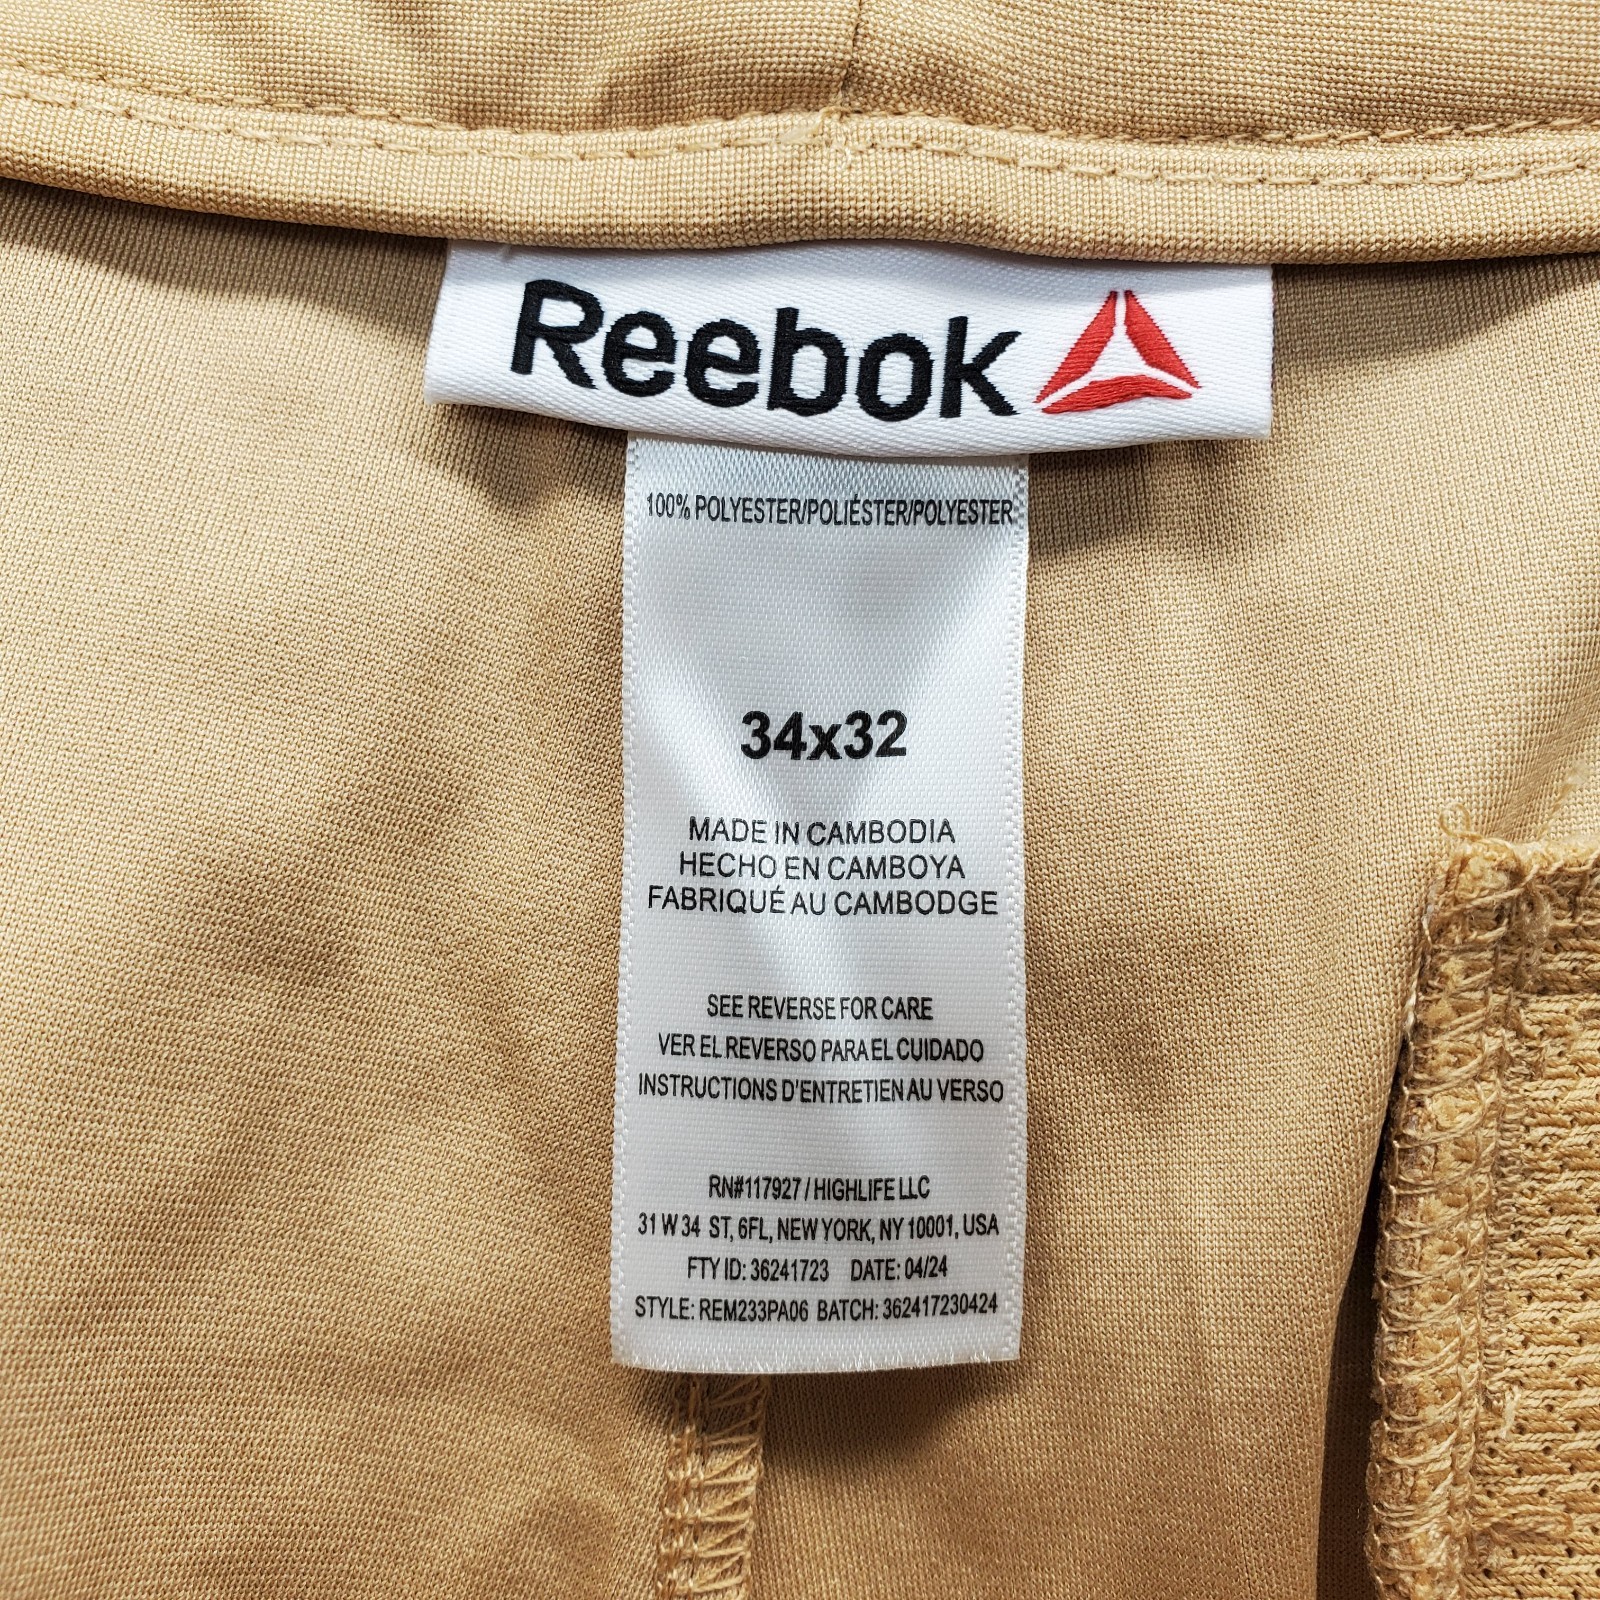 Reebok
100% POLYESTER/POLIÉSTER/POLYESTER
34x32
MADE IN CAMBODIA
HECHO EN CAMBOYA
FABRIQUÉ AU CAMBODGE
SEE REVERSE FOR CARE
VER EL REVERSO PARA EL CUIDADO
INSTRUCTIONS D'ENTRETIEN AU VERSO
RN#117927 / HIGHLIFE LLC
31 W 34 ST, 6FL, NEW YORK, NY 10001, USA
FTY ID: 36241723 DATE: 04/24
STYLE: REM233PA06 BATCH: 362417230424